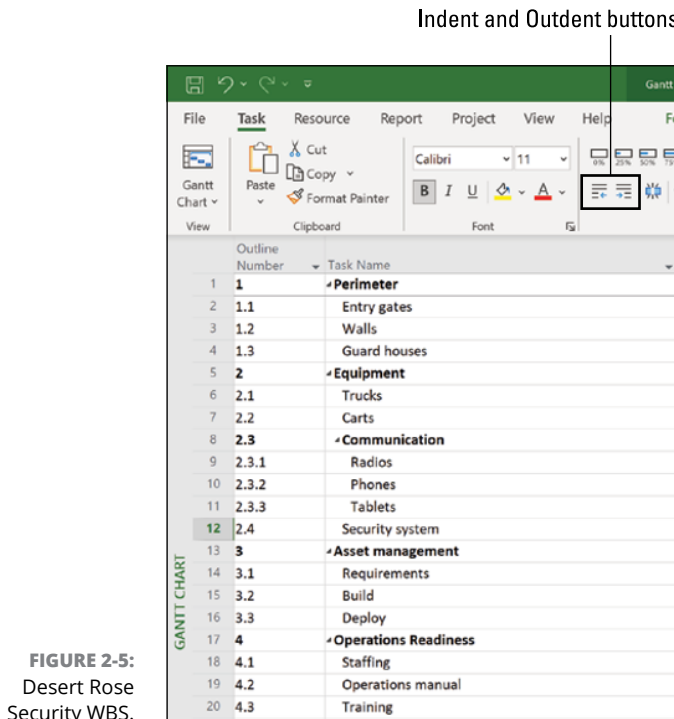 Indent and Outdent buttons
Gantt
File Task Resource Report Project View Help
Cut
Copy
Format Painter
Gantt Chart
Paste
Calibri 11
B I U A
0% 25% 50%
View Clipboard Font
Outline Number Task Name
1 1 Perimeter
2 1.1 Entry gates
3 1.2 Walls
4 1.3 Guard houses
5 2 Equipment
6 2.1 Trucks
7 2.2 Carts
8 2.3 Communication
9 2.3.1 Radios
10 2.3.2 Phones
11 2.3.3 Tablets
12 2.4 Security system
13 3 Asset management
14 3.1 Requirements
15 3.2 Build
16 3.3 Deploy
17 4 Operations Readiness
18 4.1 Staffing
19 4.2 Operations manual
20 4.3 Training
GANTT CHART
FIGURE 2-5:
Desert Rose
Security WBS.